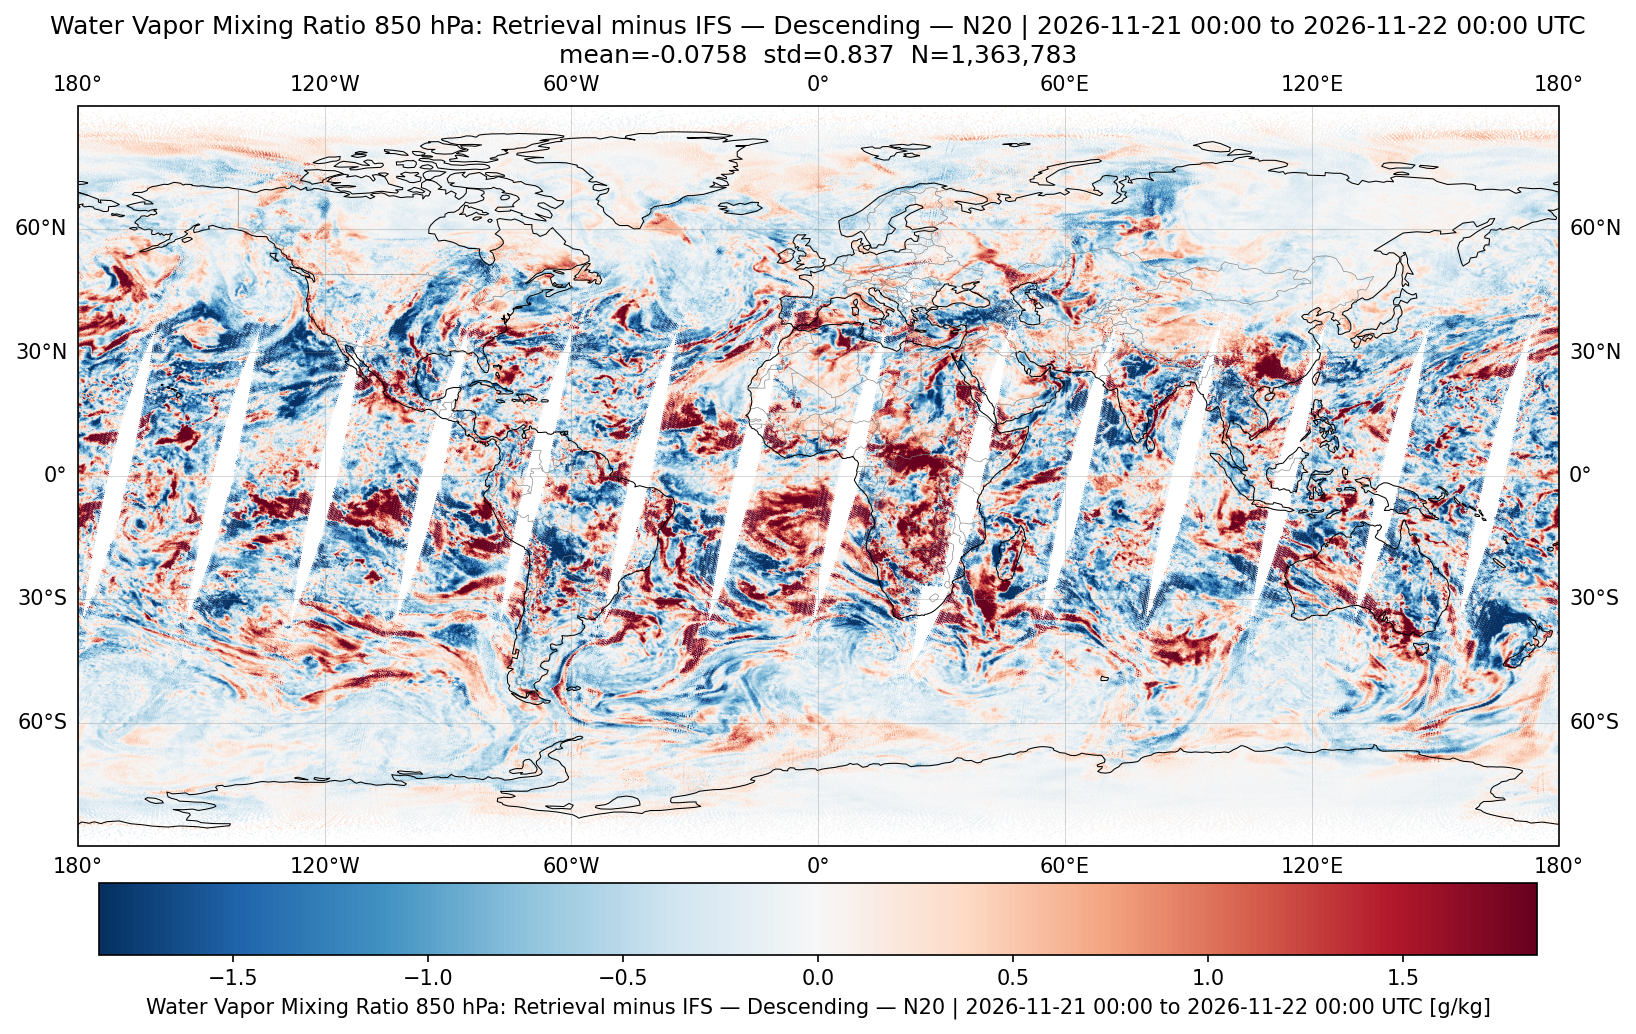 Water Vapor Mixing Ratio 850 hPa: Retrieval minus IFS — Descending — N20 | 2026-11-21 00:00 to 2026-11-22 00:00 UTC
mean=-0.0758  std=0.837  N=1,363,783
180° 120°W 60°W 0° 60°E 120°E 180°
60°N 60°N
30°N 30°N
0° 0°
30°S 30°S
60°S 60°S
180° 120°W 60°W 0° 60°E 120°E 180°
−1.5 −1.0 −0.5 0.0 0.5 1.0 1.5
Water Vapor Mixing Ratio 850 hPa: Retrieval minus IFS — Descending — N20 | 2026-11-21 00:00 to 2026-11-22 00:00 UTC [g/kg]